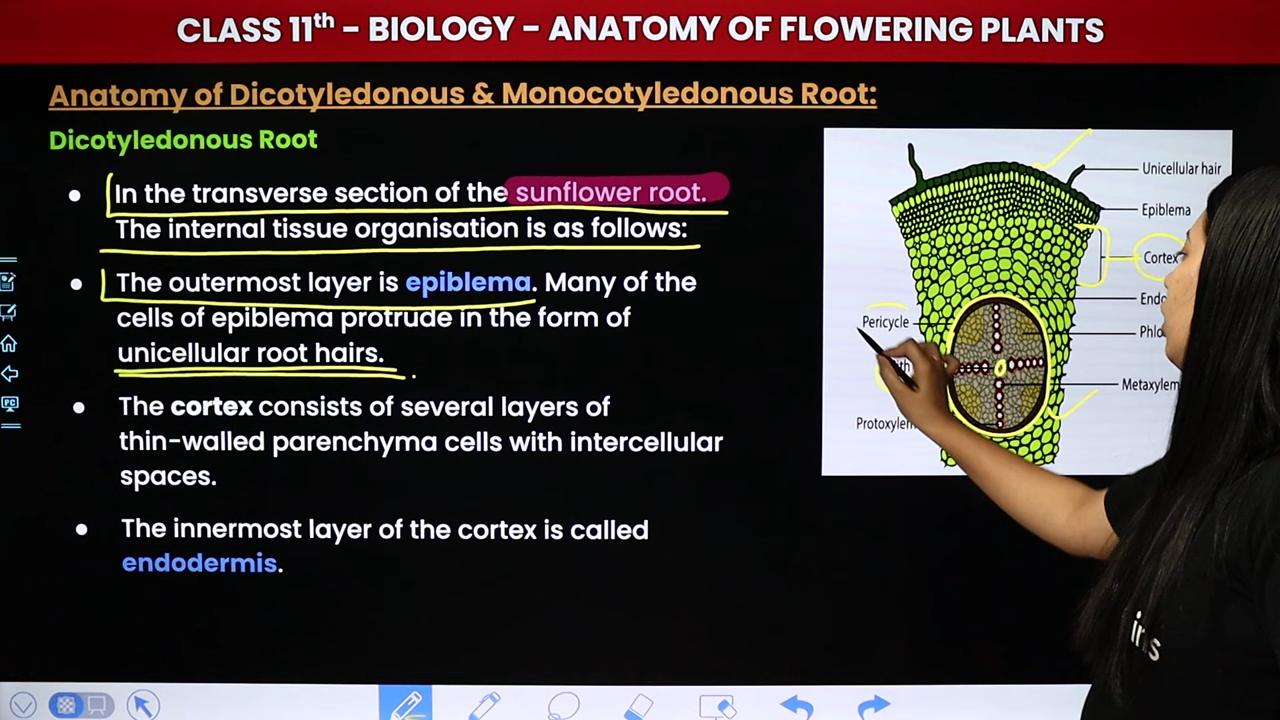 CLASS 11th – BIOLOGY – ANATOMY OF FLOWERING PLANTS
Anatomy of Dicotyledonous & Monocotyledonous Root:
Dicotyledonous Root
• In the transverse section of the sunflower root.
The internal tissue organisation is as follows:
• The outermost layer is epiblema. Many of the
cells of epiblema protrude in the form of
unicellular root hairs.
• The cortex consists of several layers of
thin-walled parenchyma cells with intercellular
spaces.
• The innermost layer of the cortex is called
endodermis.
Unicellular hair
Epiblema
Cortex
Pericycle